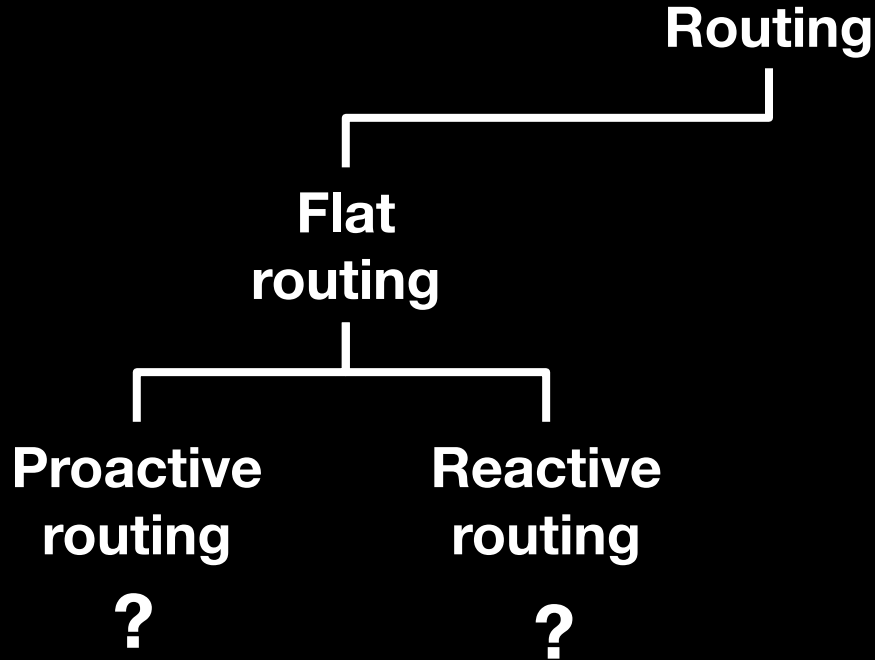 Routing
Flat
routing
Proactive
routing
?
Reactive
routing
?